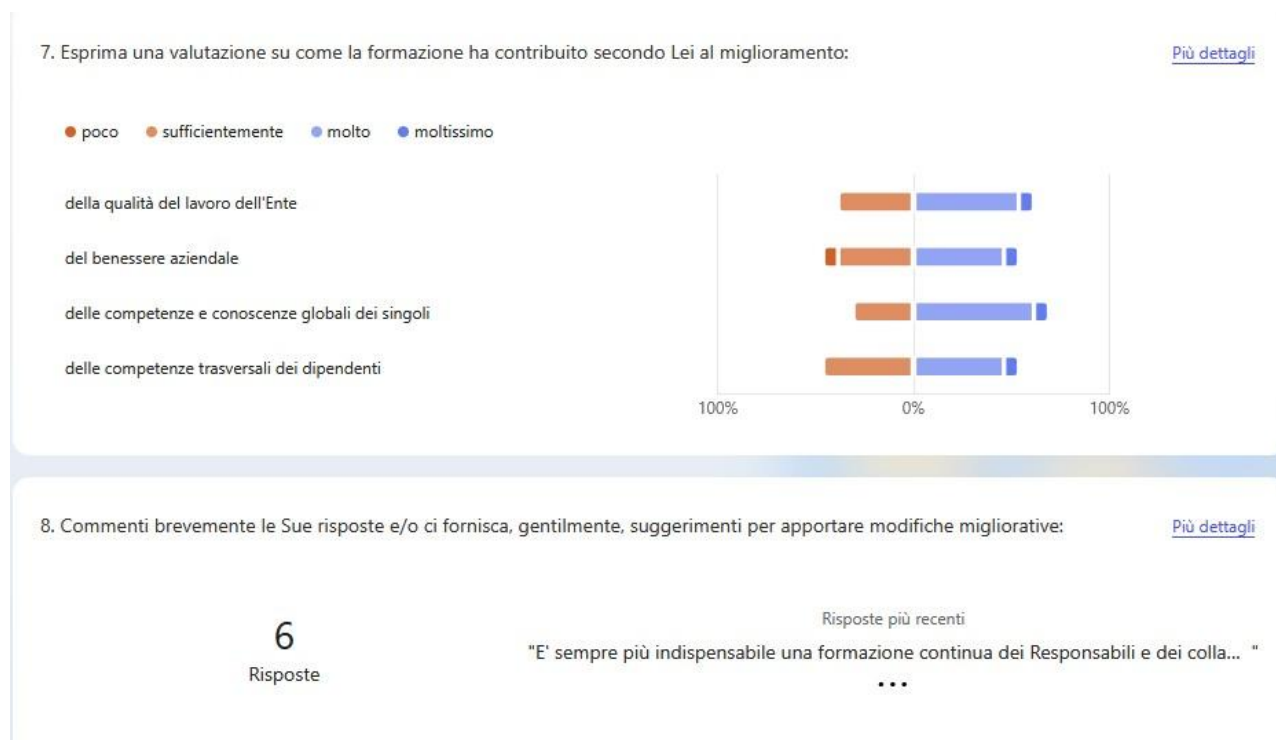 7. Esprima una valutazione su come la formazione ha contribuito secondo Lei al miglioramento:
Più dettagli
poco sufficientemente molto moltissimo
della qualità del lavoro dell'Ente
del benessere aziendale
delle competenze e conoscenze globali dei singoli
delle competenze trasversali dei dipendenti
100% 0% 100%
8. Commenti brevemente le Sue risposte e/o ci fornisca, gentilmente, suggerimenti per apportare modifiche migliorative:
Più dettagli
6
Risposte
Risposte più recenti
"E' sempre più indispensabile una formazione continua dei Responsabili e dei colla... "
...